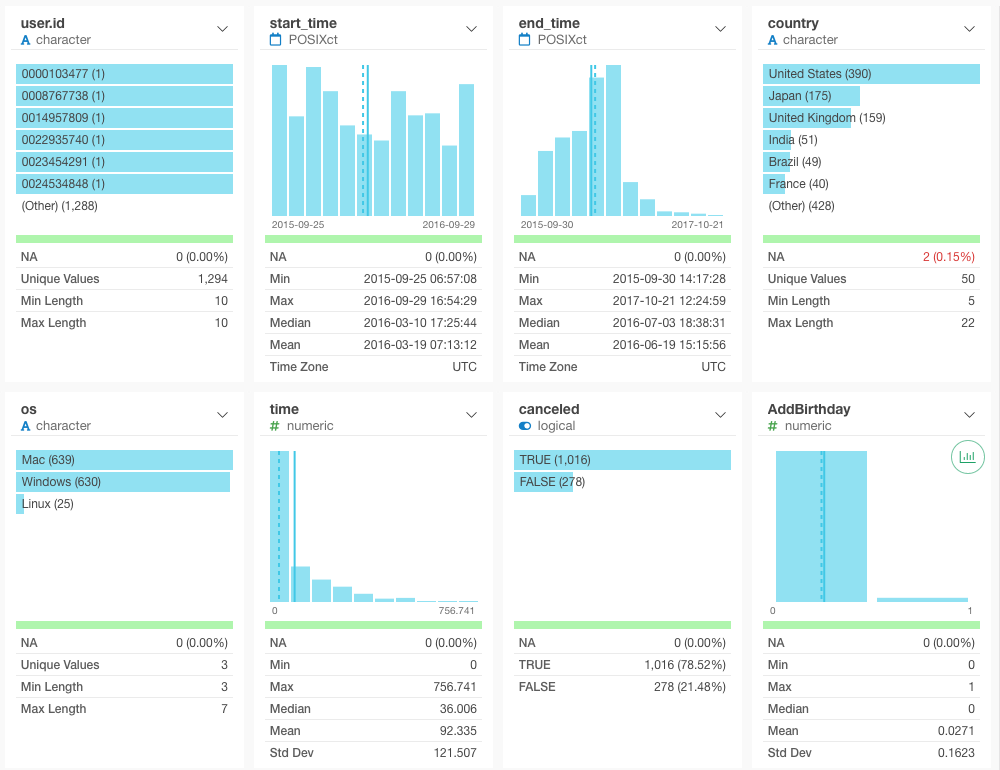 user.id
character
0000103477 (1)
0008767738 (1)
0014957809 (1)
0022935740 (1)
0023454291 (1)
0024534848 (1)
(Other) (1,288)
NA 0 (0.00%)
Unique Values 1,294
Min Length 10
Max Length 10
start_time
POSIXct
2015-09-25 2016-09-29
NA 0 (0.00%)
Min 2015-09-25 06:57:08
Max 2016-09-29 16:54:29
Median 2016-03-10 17:25:44
Mean 2016-03-19 07:13:12
Time Zone UTC
end_time
POSIXct
2015-09-30 2017-10-21
NA 0 (0.00%)
Min 2015-09-30 14:17:28
Max 2017-10-21 12:24:59
Median 2016-07-03 18:38:31
Mean 2016-06-19 15:15:56
Time Zone UTC
country
A character
United States (390)
Japan (175)
United Kingdom (159)
India (51)
Brazil (49)
France (40)
(Other) (428)
NA 2 (0.15%)
Unique Values 50
Min Length 5
Max Length 22
os
A character
Mac (639)
Windows (630)
Linux (25)
NA 0 (0.00%)
Unique Values 3
Min Length 3
Max Length 7
time
# numeric
0 756.741
NA 0 (0.00%)
Min 0
Max 756.741
Median 36.006
Mean 92.335
Std Dev 121.507
canceled
logical
TRUE (1,016)
FALSE (278)
NA 0 (0.00%)
TRUE 1,016 (78.52%)
FALSE 278 (21.48%)
AddBirthday
# numeric
0 1
NA 0 (0.00%)
Min 0
Max 1
Median 0
Mean 0.0271
Std Dev 0.1623